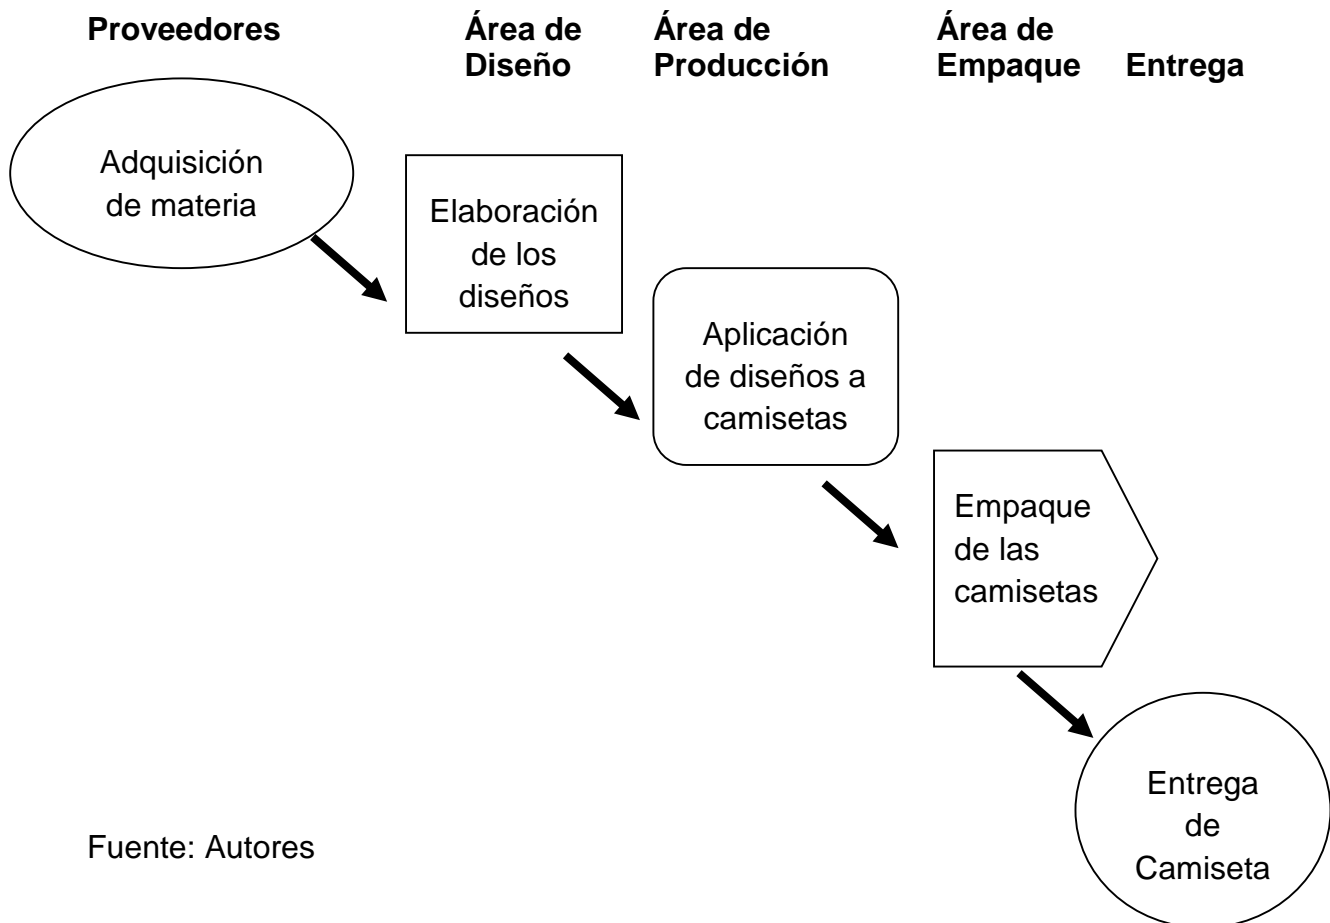 Proveedores
Área de
Diseño
Área de
Producción
Área de
Empaque
Entrega
Adquisición
de materia
Elaboración
de los
diseños
Aplicación
de diseños a
camisetas
Empaque
de las
camisetas
Entrega
de
Camiseta
Fuente: Autores